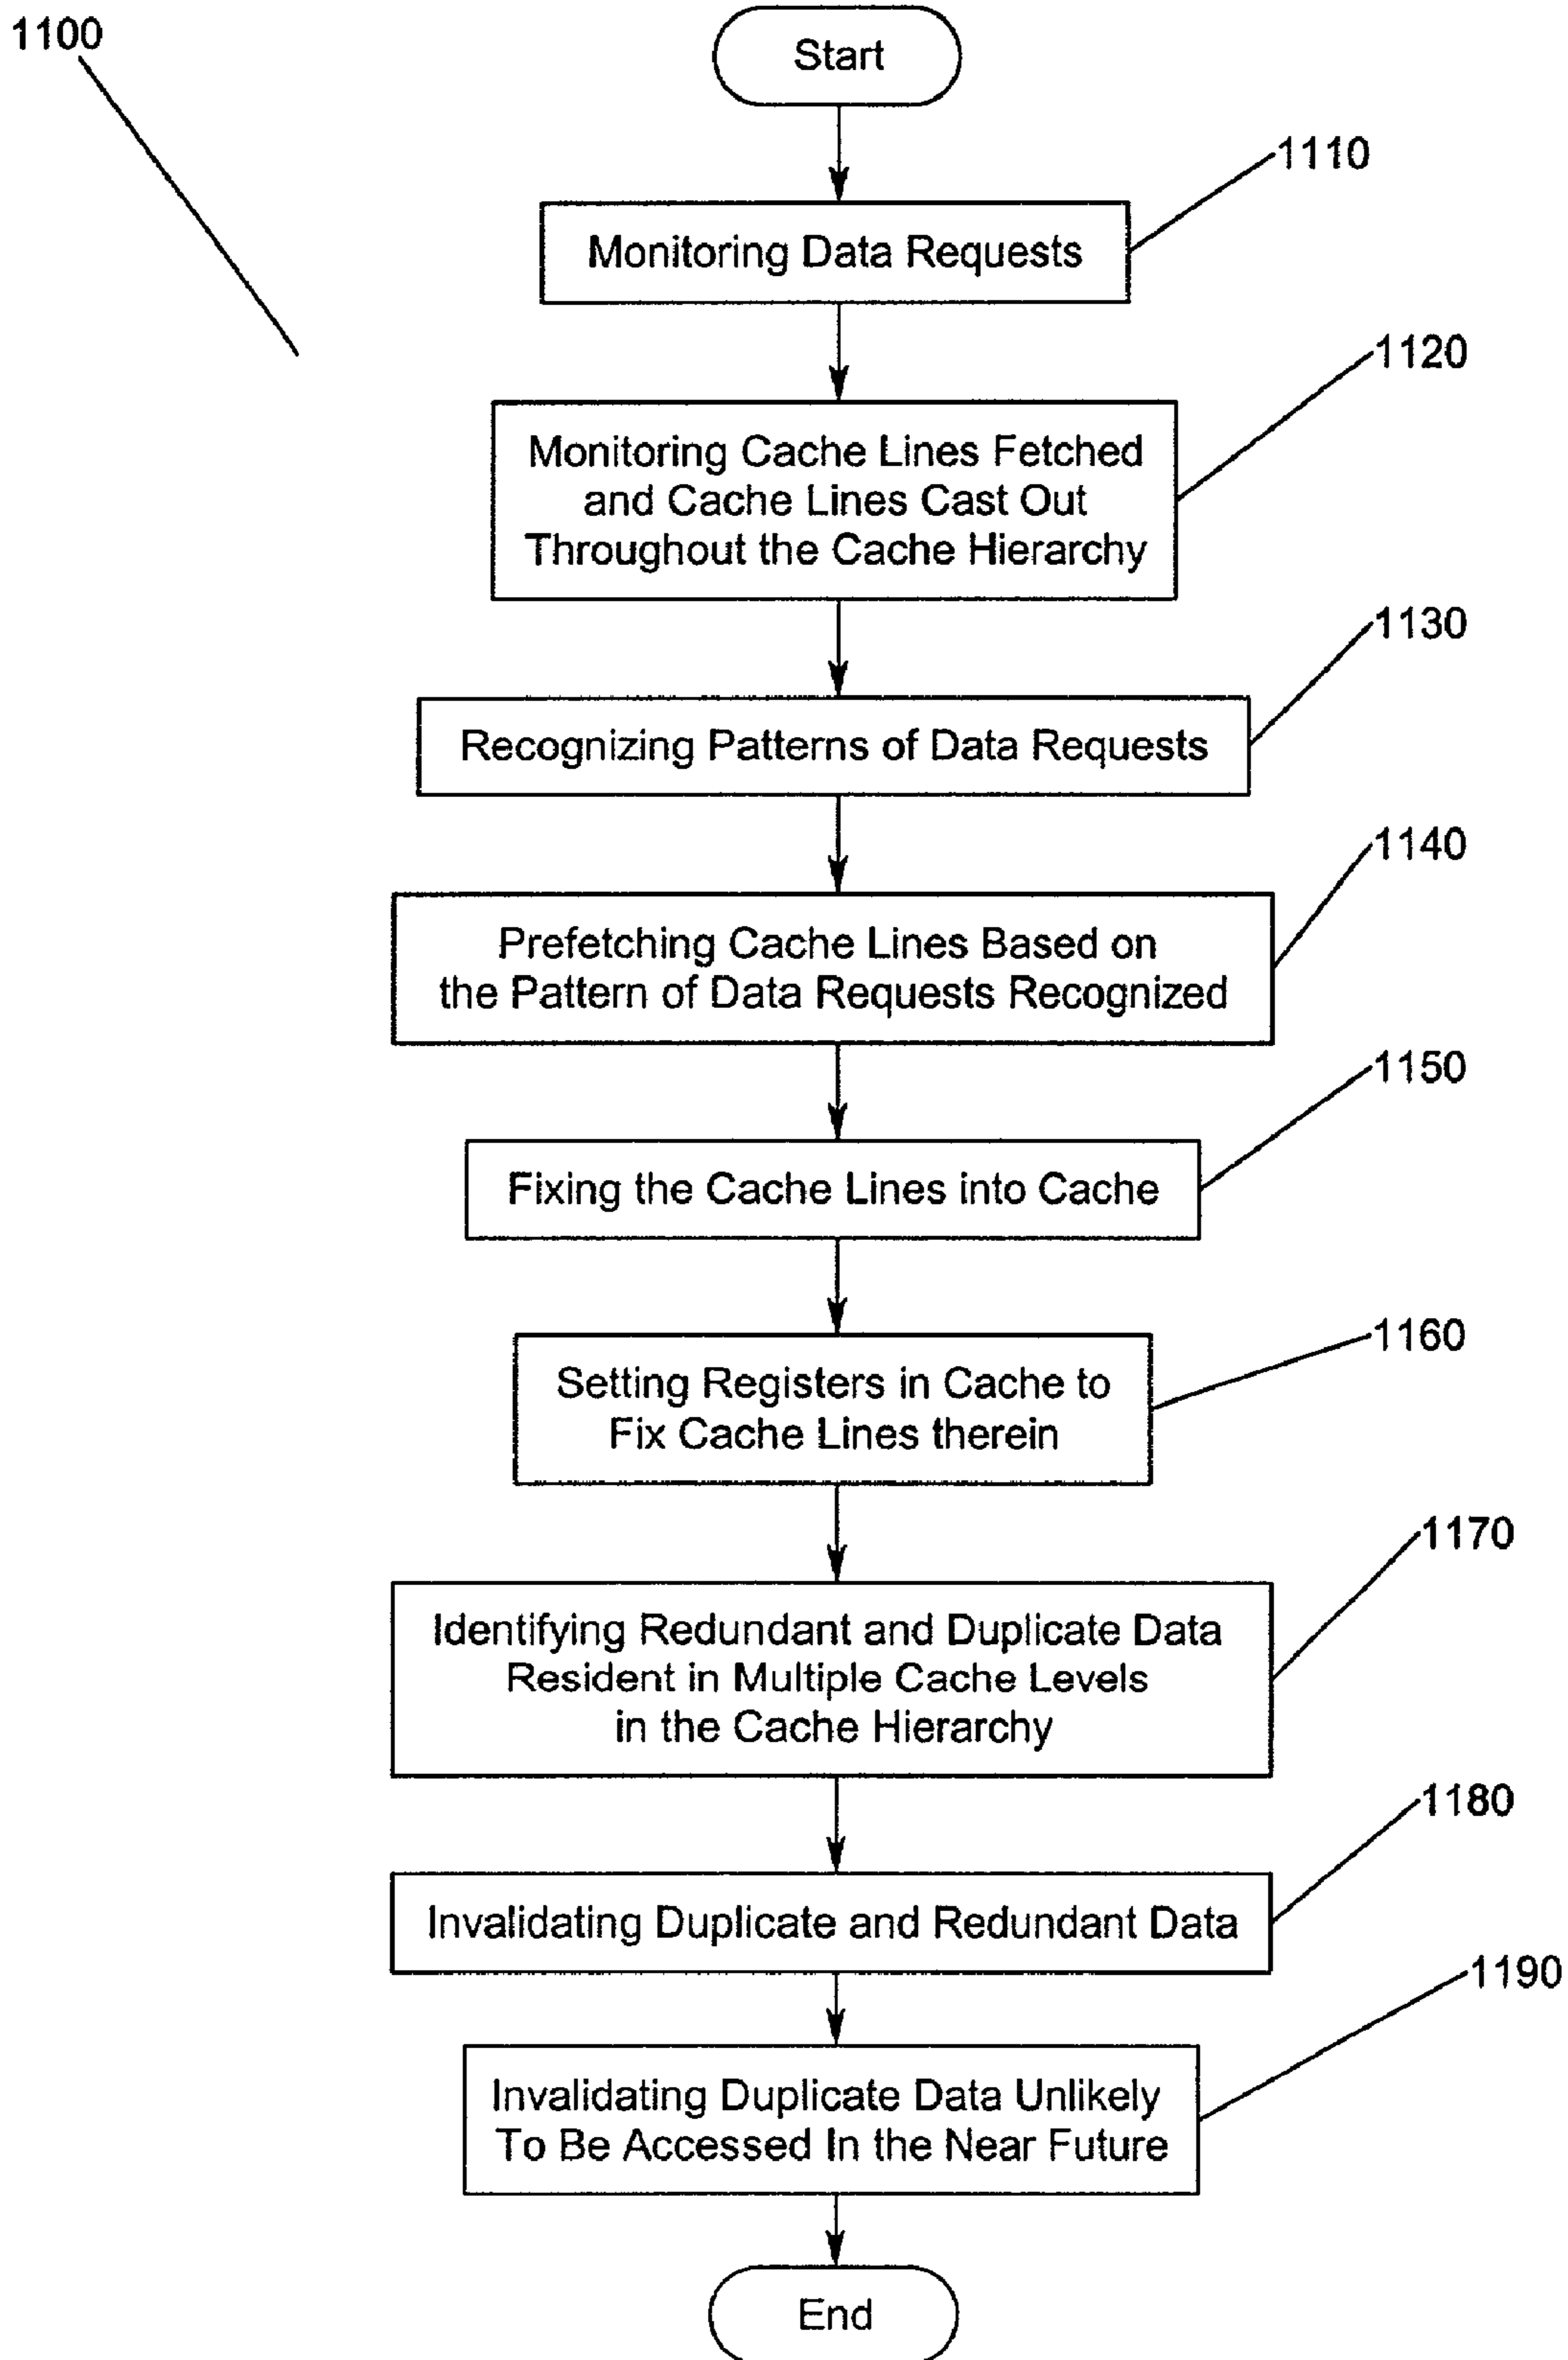 1100
Start
1110
Monitoring Data Requests
1120
Monitoring Cache Lines Fetched
and Cache Lines Cast Out
Throughout the Cache Hierarchy
1130
Recognizing Patterns of Data Requests
1140
Prefetching Cache Lines Based on
the Pattern of Data Requests Recognized
1150
Fixing the Cache Lines into Cache
1160
Setting Registers in Cache to
Fix Cache Lines therein
1170
Identifying Redundant and Duplicate Data
Resident in Multiple Cache Levels
in the Cache Hierarchy
1180
Invalidating Duplicate and Redundant Data
1190
Invalidating Duplicate Data Unlikely
To Be Accessed In the Near Future
End